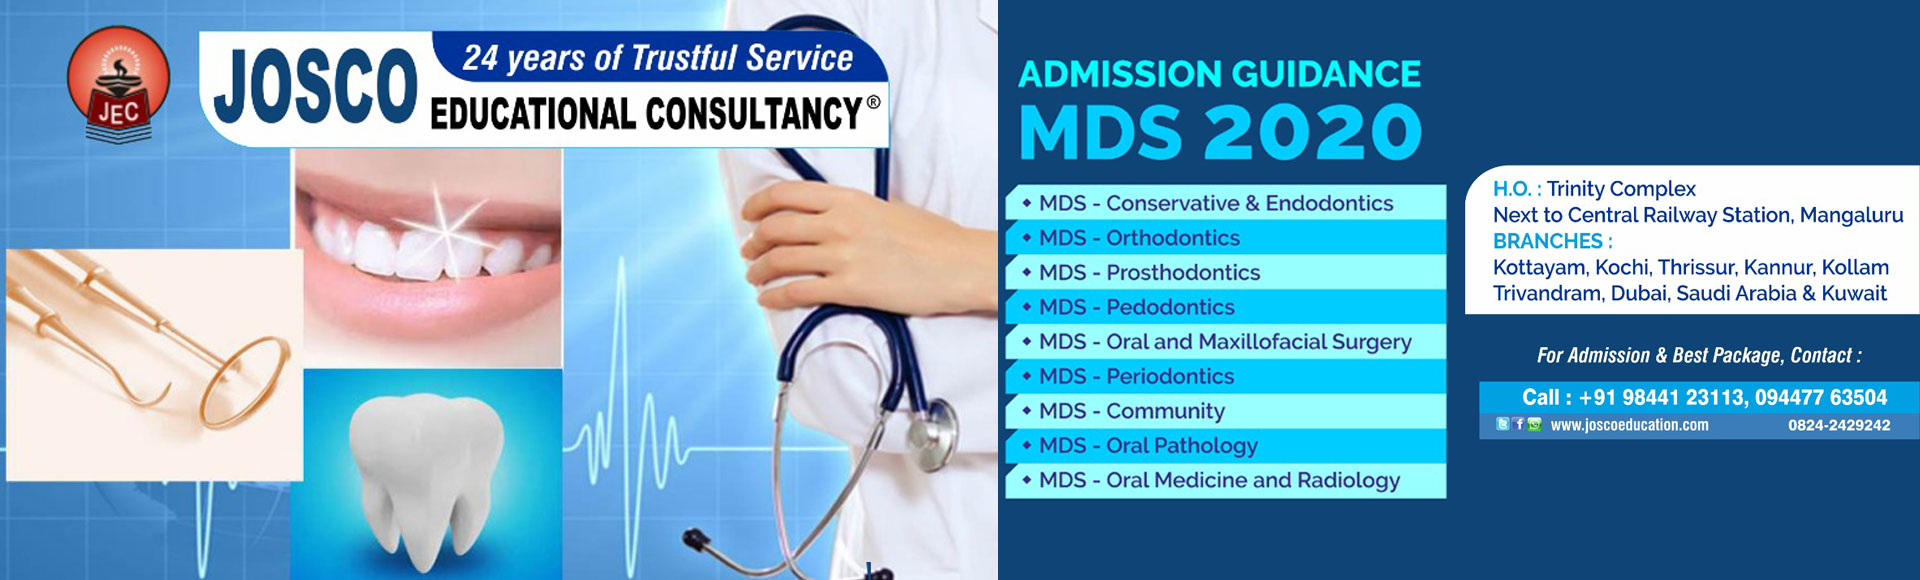 JEC
JOSCO
24 years of Trustful Service
EDUCATIONAL CONSULTANCY®
ADMISSION GUIDANCE
MDS 2020
◆ MDS - Conservative & Endodontics
◆ MDS - Orthodontics
◆ MDS - Prosthodontics
◆ MDS - Pedodontics
◆ MDS - Oral and Maxillofacial Surgery
◆ MDS - Periodontics
◆ MDS - Community
◆ MDS - Oral Pathology
◆ MDS - Oral Medicine and Radiology
H.O. : Trinity Complex
Next to Central Railway Station, Mangaluru
BRANCHES :
Kottayam, Kochi, Thrissur, Kannur, Kollam
Trivandram, Dubai, Saudi Arabia & Kuwait
For Admission & Best Package, Contact :
Call : +91 98441 23113, 094477 63504
www.joscoeducation.com 0824-2429242